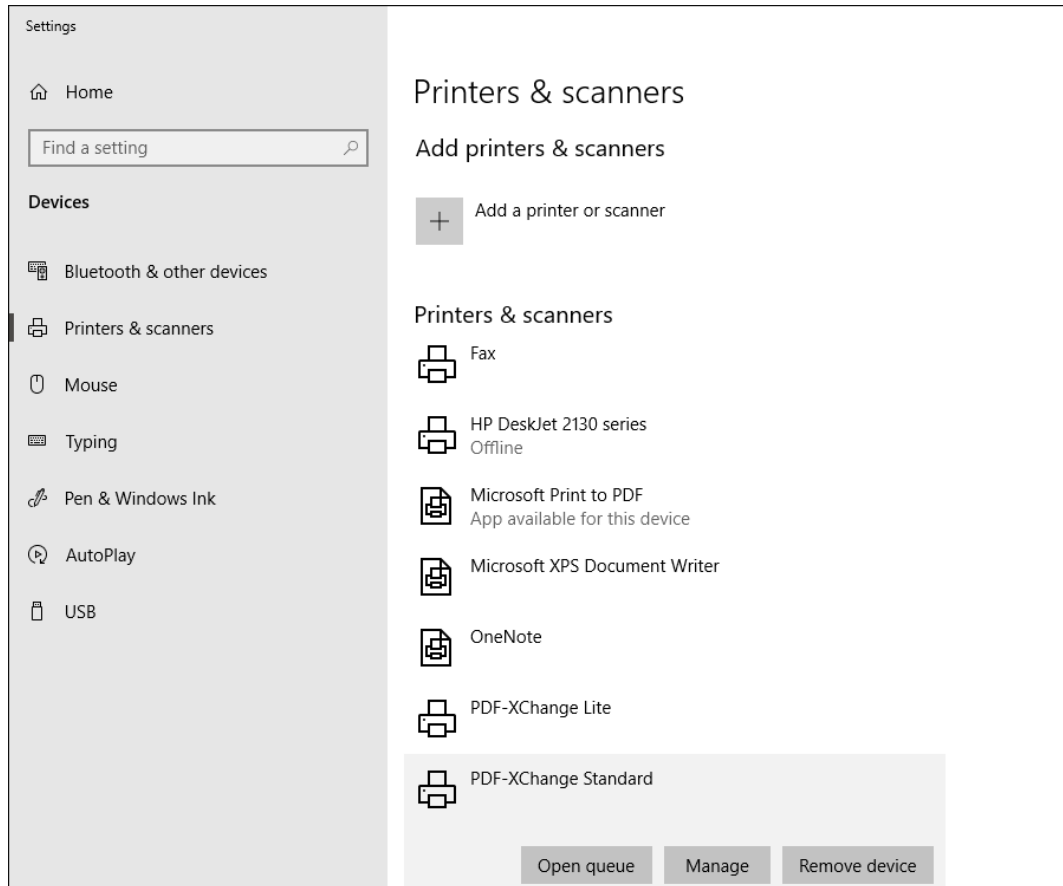 Settings
Home
Find a setting
Devices
Bluetooth & other devices
Printers & scanners
Mouse
Typing
Pen & Windows Ink
AutoPlay
USB
Printers & scanners
Add printers & scanners
Add a printer or scanner
Printers & scanners
Fax
HP DeskJet 2130 series
Offline
Microsoft Print to PDF
App available for this device
Microsoft XPS Document Writer
OneNote
PDF-XChange Lite
PDF-XChange Standard
Open queue Manage Remove device